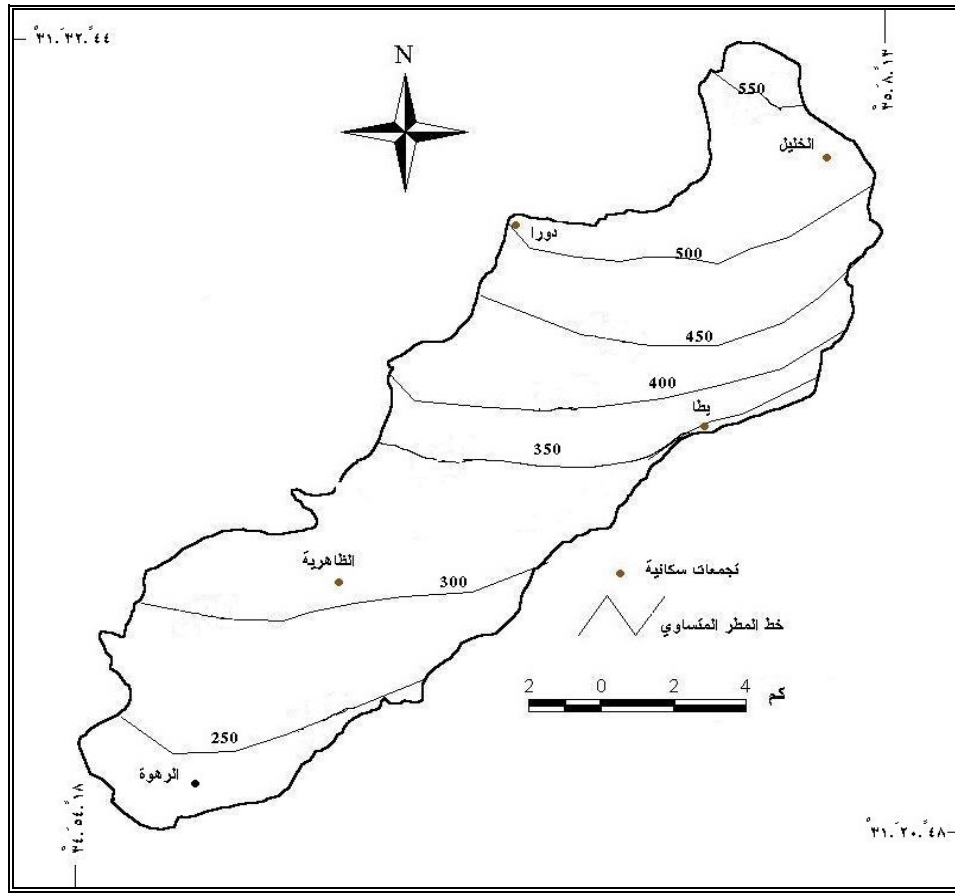 °٣١. َ٣٢. ً٤٤
°٣٥. َ٨. ً١٣
N
550
الخليل
دورا
500
450
400
يطا
350
الظاهرية
300
تجمعات سكانية
خط المطر المتساوي
2 0 2 4 كم
250
الرهوة
°٣٤. َ٥٤. ً١٨
°٣١. َ٢٠. ً٤٨